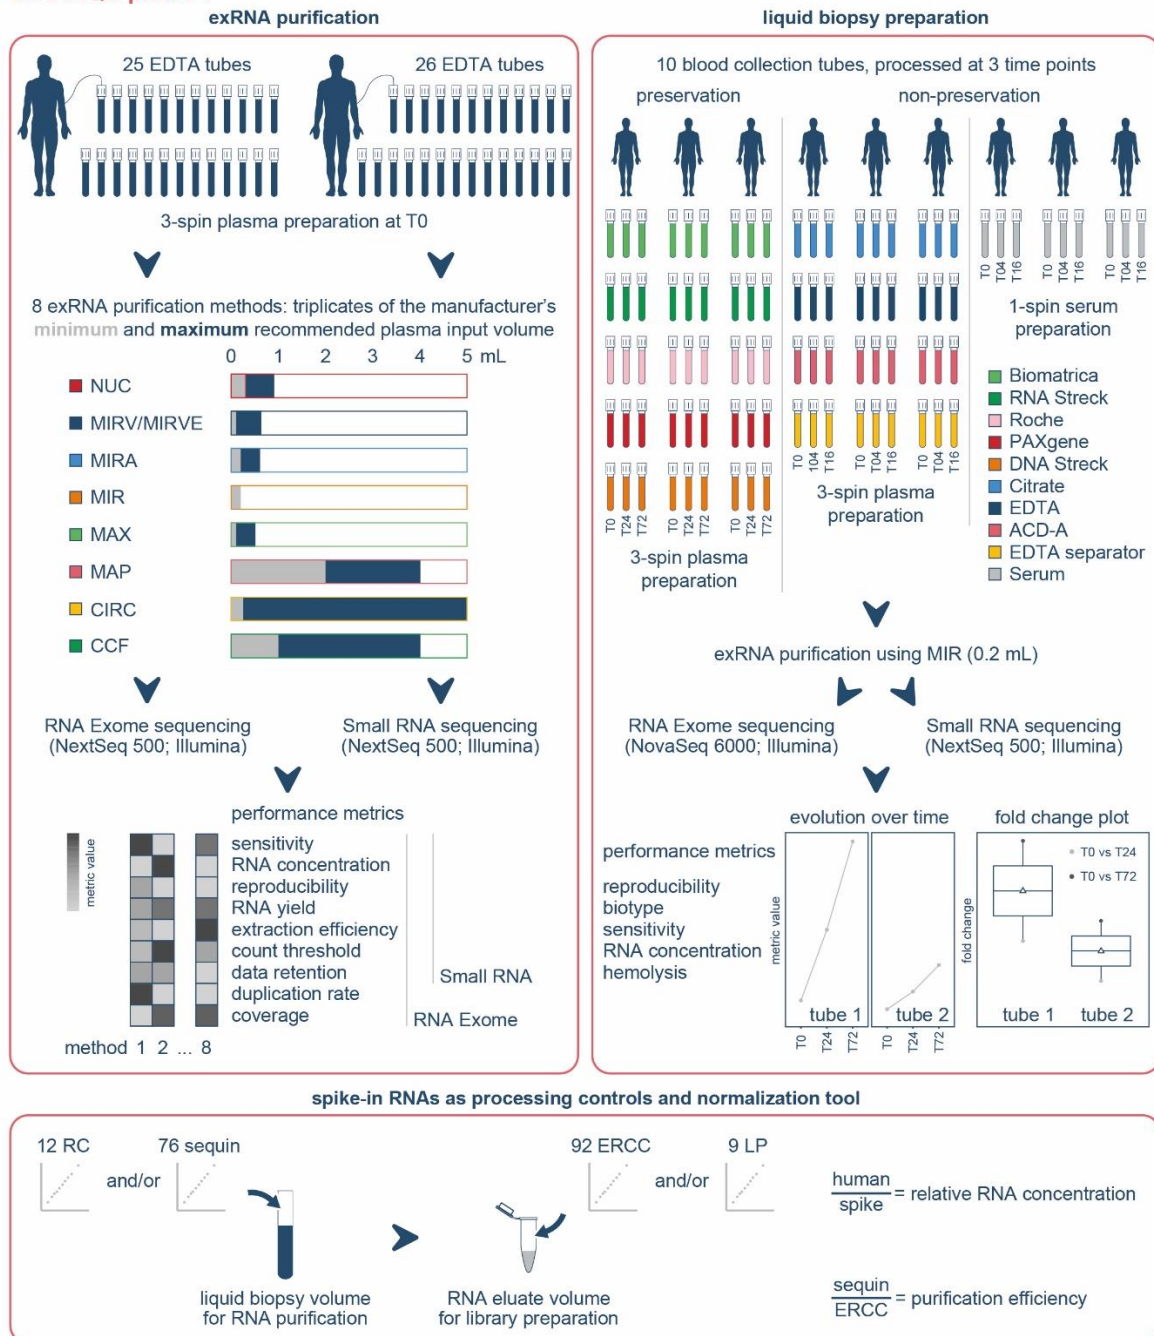 exRNA purification
25 EDTA tubes
26 EDTA tubes
3-spin plasma preparation at T0
8 exRNA purification methods: triplicates of the manufacturer's
minimum and maximum recommended plasma input volume
0 1 2 3 4 5 mL
NUC
MIRV/MIRVE
MIRA
MIR
MAX
MAP
CIRC
CCF
RNA Exome sequencing
(NextSeq 500; Illumina)
Small RNA sequencing
(NextSeq 500; Illumina)
performance metrics
metric value
sensitivity
RNA concentration
reproducibility
RNA yield
extraction efficiency
count threshold
data retention
duplication rate
coverage
Small RNA
RNA Exome
method 1 2 ... 8
liquid biopsy preparation
10 blood collection tubes, processed at 3 time points
preservation
non-preservation
T0 T24 T72
T0 T24 T72
T0 T24 T72
3-spin plasma
preparation
T0 104 T16
T0 T04 T16
T0 T04 T16
3-spin plasma
preparation
T0 T04 T16
T0 T04 T16
T0 T04 T16
1-spin serum
preparation
Biomatrica
RNA Streck
Roche
PAXgene
DNA Streck
Citrate
EDTA
ACD-A
EDTA separator
Serum
exRNA purification using MIR (0.2 mL)
RNA Exome sequencing
(NovaSeq 6000; Illumina)
Small RNA sequencing
(NextSeq 500; Illumina)
performance metrics
reproducibility
biotype
sensitivity
RNA concentration
hemolysis
evolution over time
metric value
tube 1
tube 2
T0 T24 T72
T0 T24 T72
fold change plot
fold change
T0 vs T24
T0 vs T72
tube 1
tube 2
spike-in RNAs as processing controls and normalization tool
12 RC
and/or
76 sequin
liquid biopsy volume
for RNA purification
92 ERCC
and/or
9 LP
RNA eluate volume
for library preparation
human
spike
= relative RNA concentration
sequin
ERCC
= purification efficiency